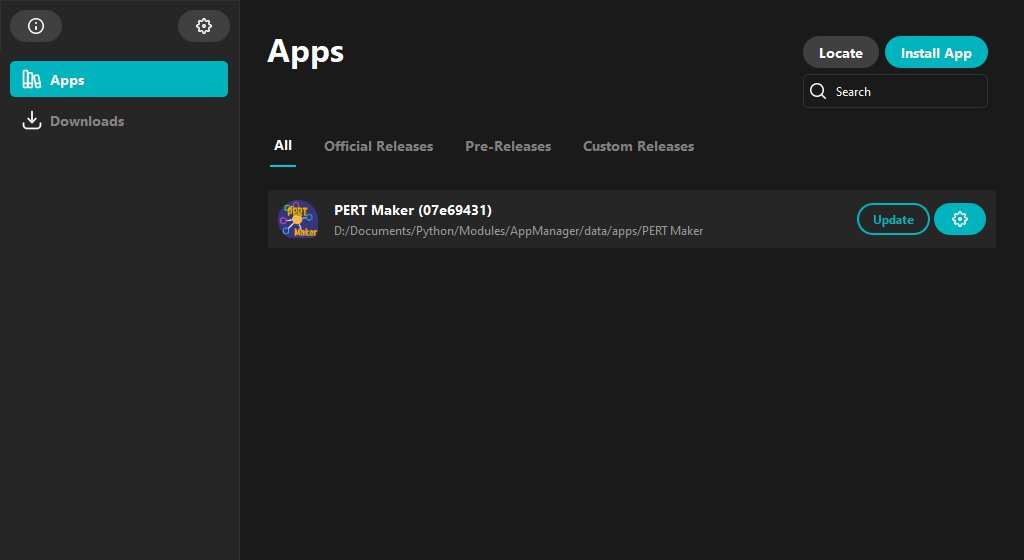 Apps
Locate
Install App
Search
Apps
Downloads
All
Official Releases
Pre-Releases
Custom Releases
PERT Maker
PERT Maker (07e69431)
D:/Documents/Python/Modules/AppManager/data/apps/PERT Maker
Update